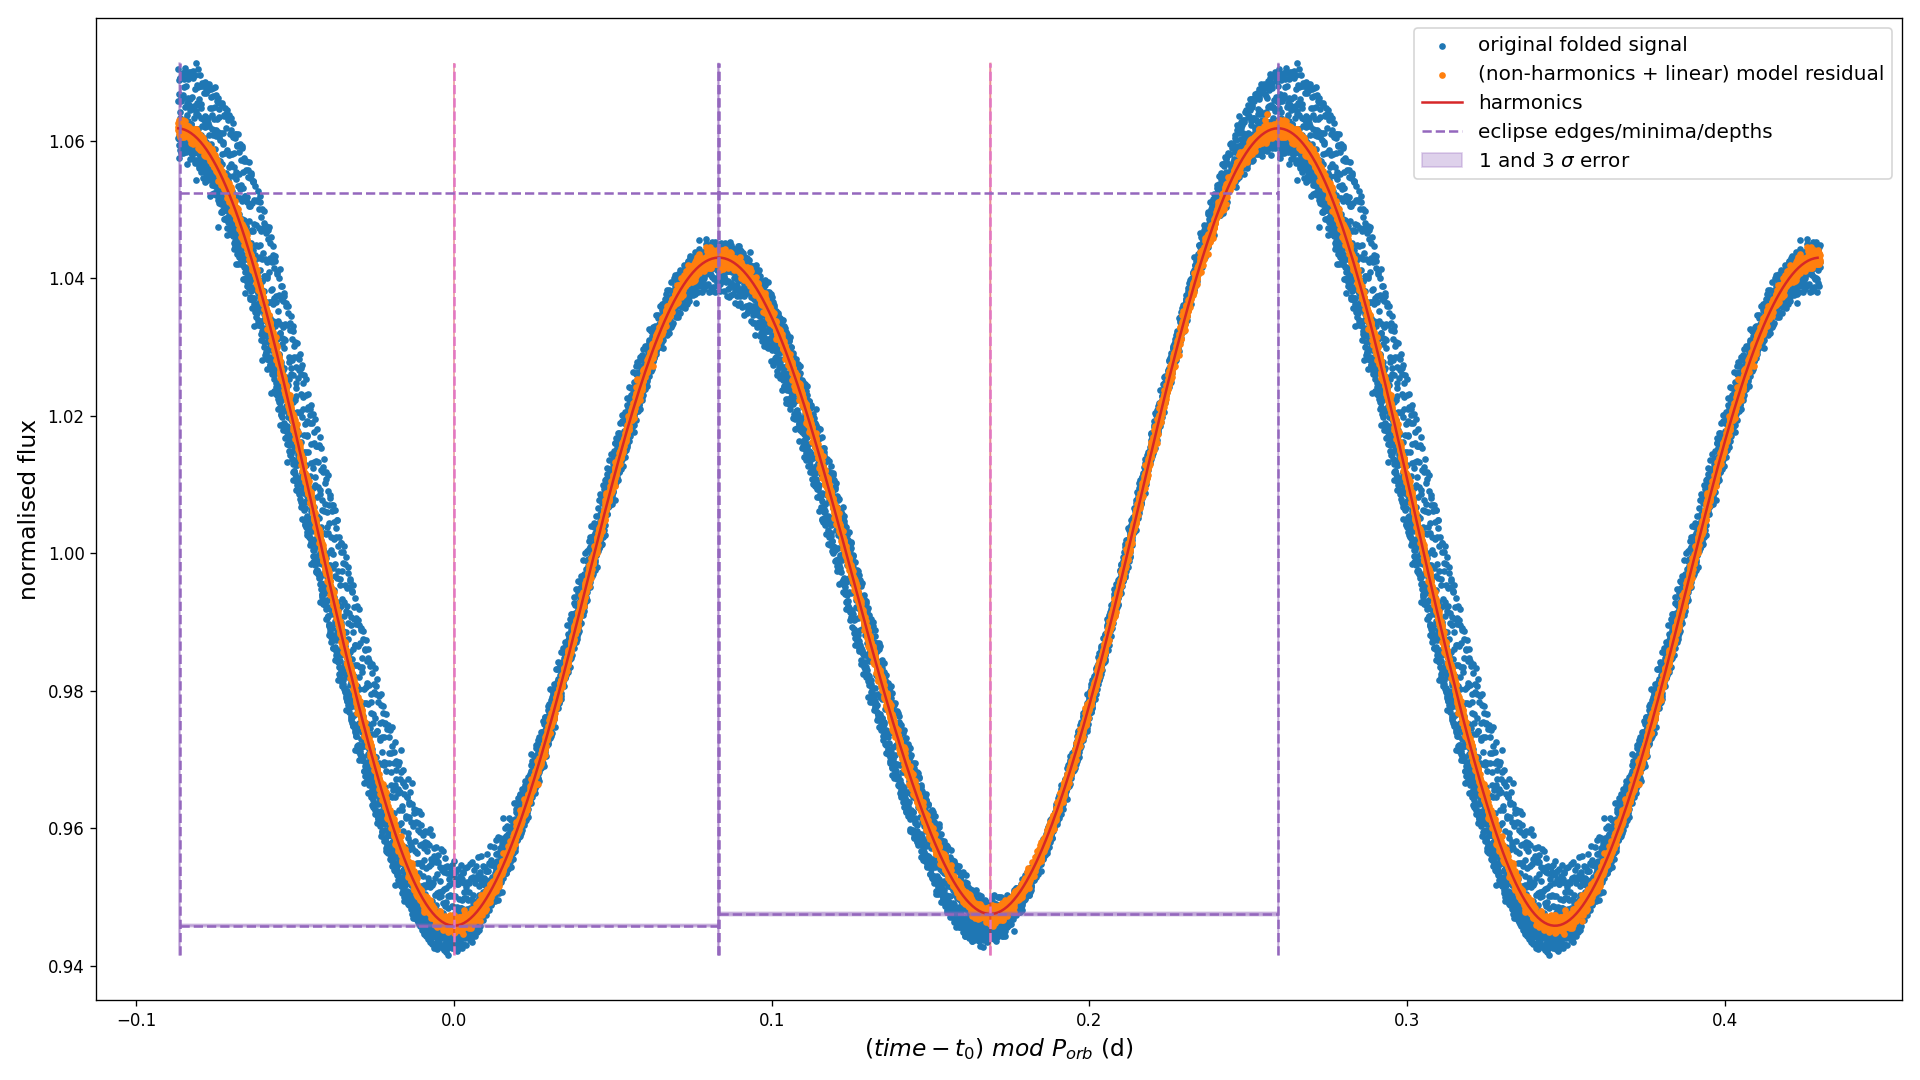 original folded signal
(non-harmonics + linear) model residual
harmonics
eclipse edges/minima/depths
1 and 3 σ error
normalised flux
1.06
1.04
1.02
1.00
0.98
0.96
0.94
−0.1
0.0
0.1
0.2
0.3
0.4
(time − t₀) mod P_orb (d)